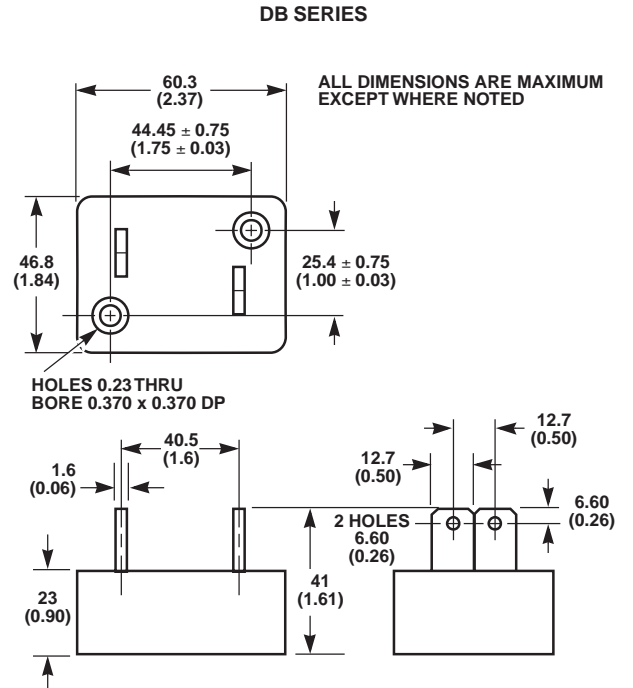 DB SERIES
60.3
(2.37)
ALL DIMENSIONS ARE MAXIMUM
EXCEPT WHERE NOTED
44.45 ± 0.75
(1.75 ± 0.03)
46.8
(1.84)
25.4 ± 0.75
(1.00 ± 0.03)
HOLES 0.23 THRU
BORE 0.370 x 0.370 DP
40.5
(1.6)
1.6
(0.06)
12.7
(0.50)
12.7
(0.50)
6.60
(0.26)
2 HOLES
6.60
(0.26)
23
(0.90)
41
(1.61)